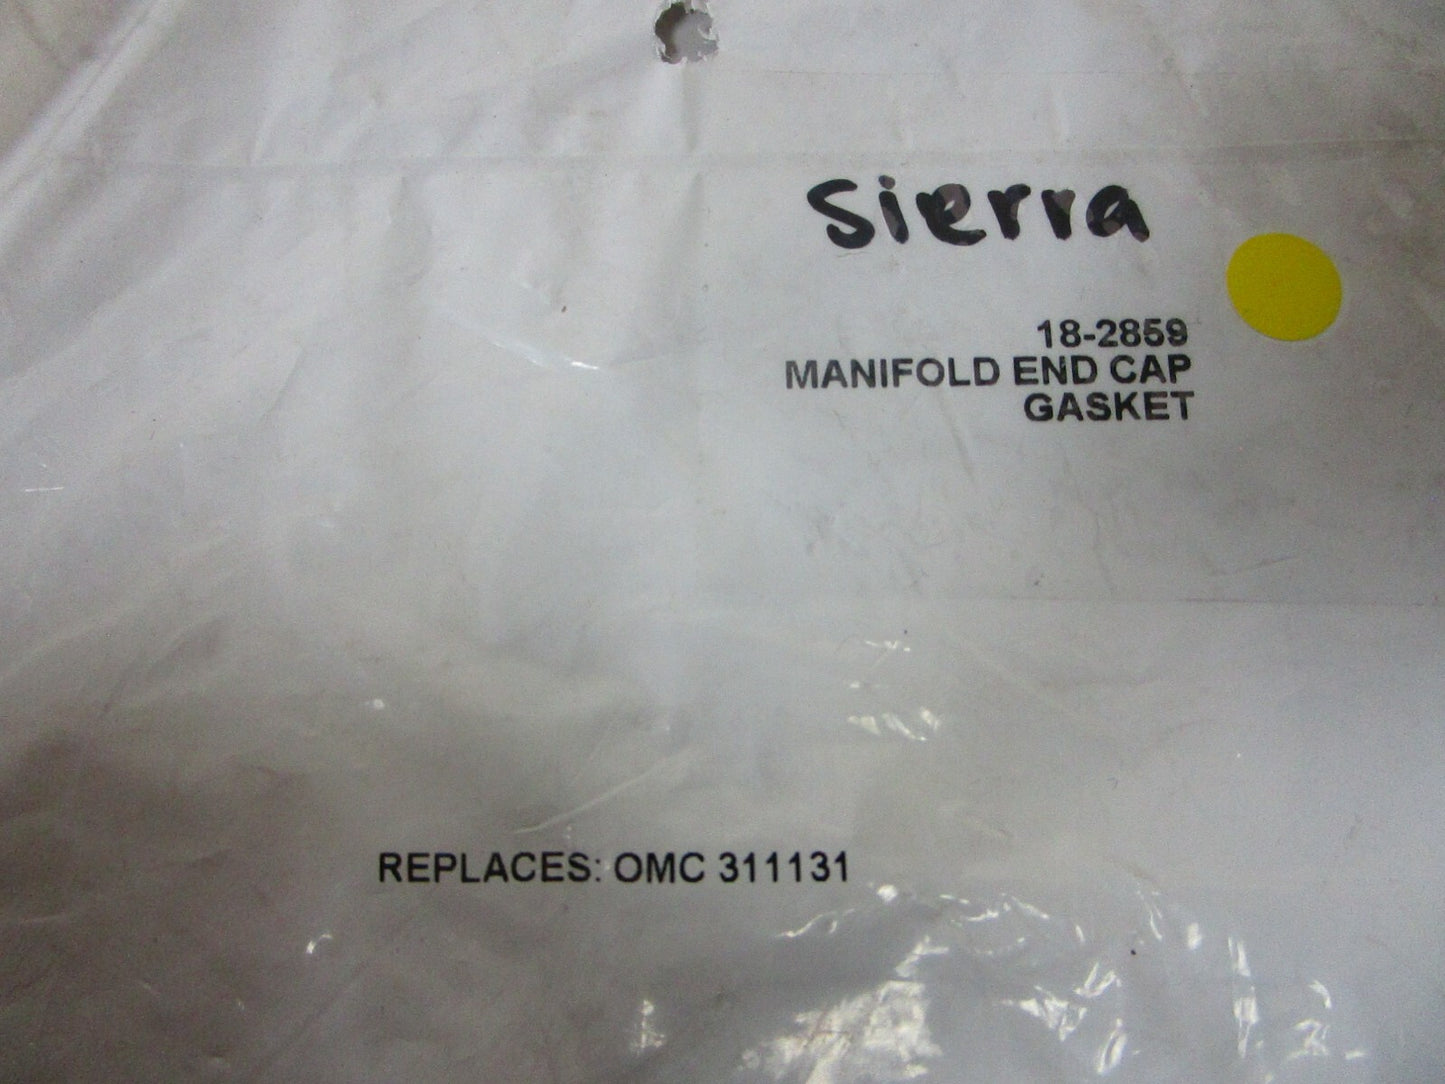 Sierra
18-2859
MANIFOLD END CAP
GASKET
REPLACES: OMC 311131